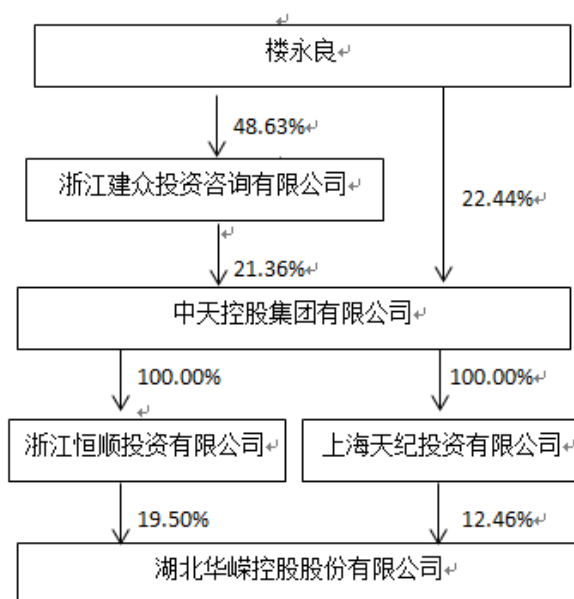 楼永良
48.63%
浙江建众投资咨询有限公司
22.44%
21.36%
中天控股集团有限公司
100.00%
100.00%
浙江恒顺投资有限公司
上海天纪投资有限公司
19.50%
12.46%
湖北华嵘控股股份有限公司